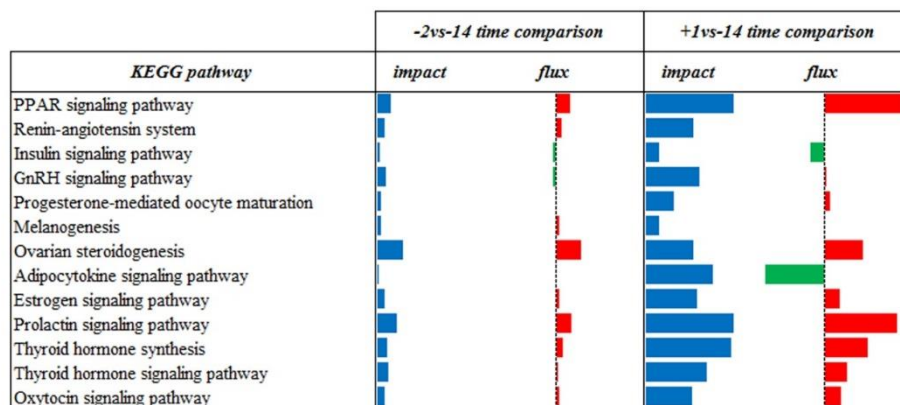 -2vs-14 time comparison +1vs-14 time comparison
KEGG pathway impact flux impact flux
PPAR signaling pathway
Renin-angiotensin system
Insulin signaling pathway
GnRH signaling pathway
Progesterone-mediated oocyte maturation
Melanogenesis
Ovarian steroidogenesis
Adipocytokine signaling pathway
Estrogen signaling pathway
Prolactin signaling pathway
Thyroid hormone synthesis
Thyroid hormone signaling pathway
Oxytocin signaling pathway